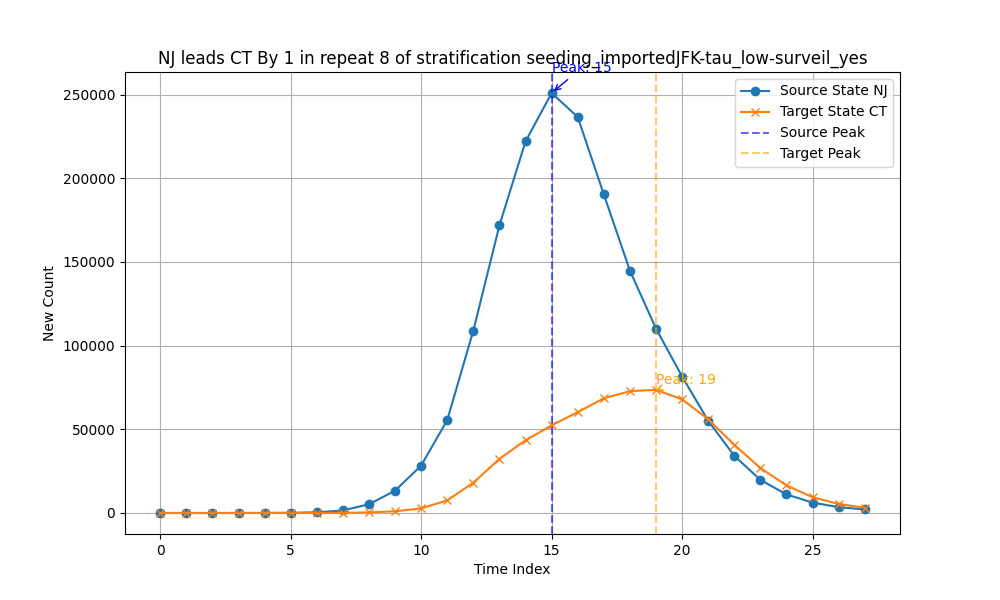 NJ leads CT By 1 in repeat 8 of stratification seeding_importedJFK-tau_low-surveil_yes
Peak: 15
Source State NJ
Target State CT
Source Peak
Target Peak
Peak: 19
250000
200000
150000
100000
50000
0
New Count
0 5 10 15 20 25
Time Index